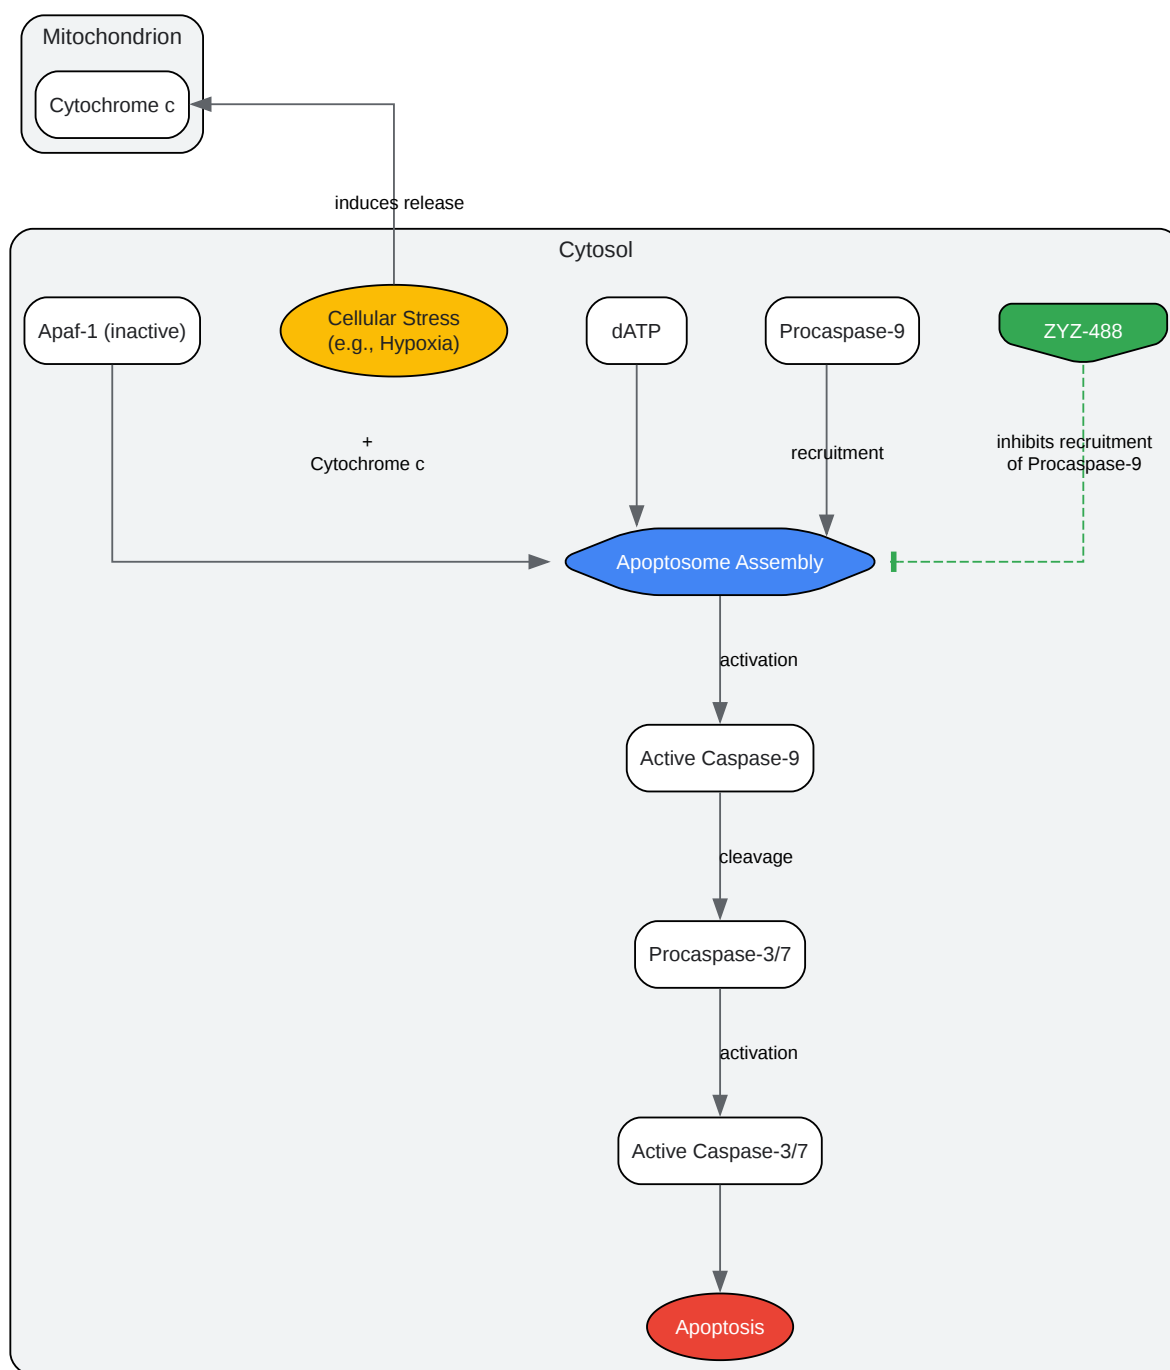 Mitochondrion
Cytochrome c
induces release
Cytosol
Apaf-1 (inactive)
Cellular Stress
(e.g., Hypoxia)
dATP
Procaspase-9
ZYZ-488
+
Cytochrome c
recruitment
inhibits recruitment
of Procaspase-9
Apoptosome Assembly
activation
Active Caspase-9
cleavage
Procaspase-3/7
activation
Active Caspase-3/7
Apoptosis